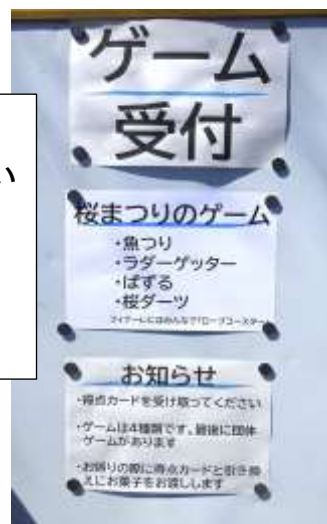 ゲーム
受付
い
桜まつりのゲーム
・魚つり
・ラダーゲッター
・ぱずる
・桜ダーツ
お知らせ
・得点カードを受け取ってください
・ゲームは4種類です。最後に団体
ゲームがあります
・お帰りの際に得点カードと引き換
えにお菓子をお渡しします